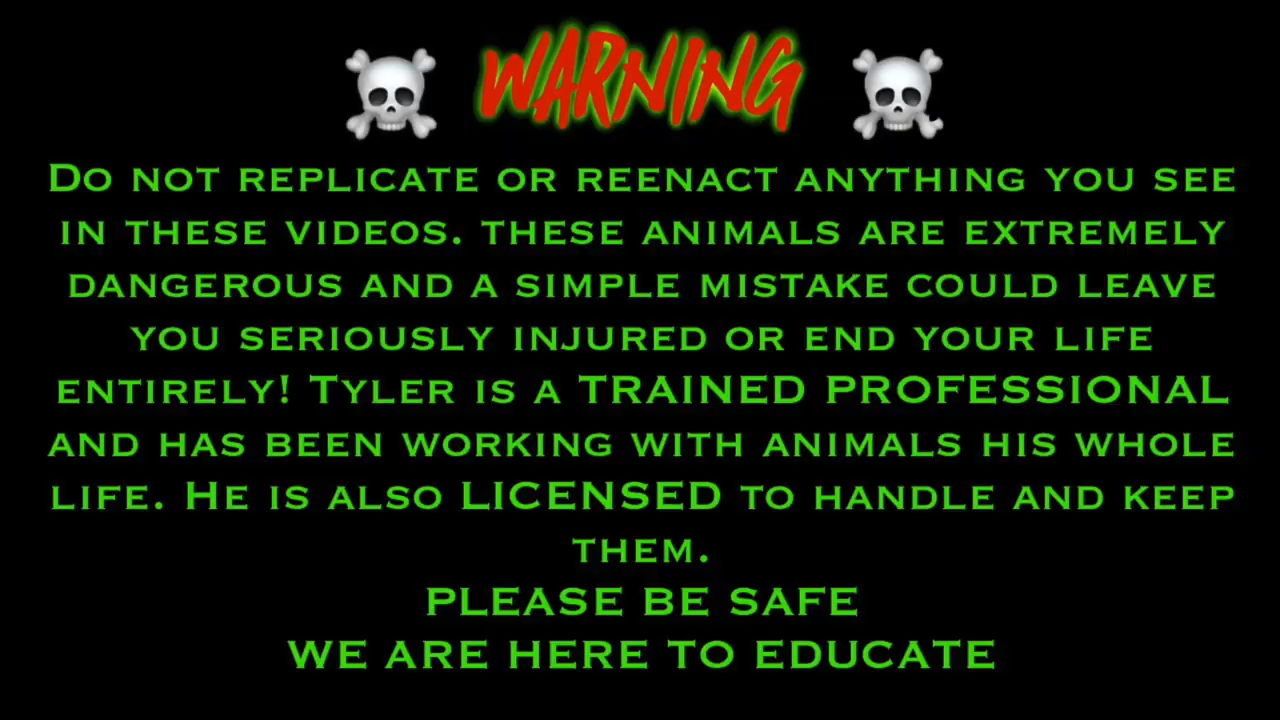 WARNING
Do not replicate or reenact anything you see
in these videos. these animals are extremely
dangerous and a simple mistake could leave
you seriously injured or end your life
entirely! Tyler is a TRAINED PROFESSIONAL
and has been working with animals his whole
life. He is also LICENSED to handle and keep
them.
PLEASE BE SAFE
WE ARE HERE TO EDUCATE